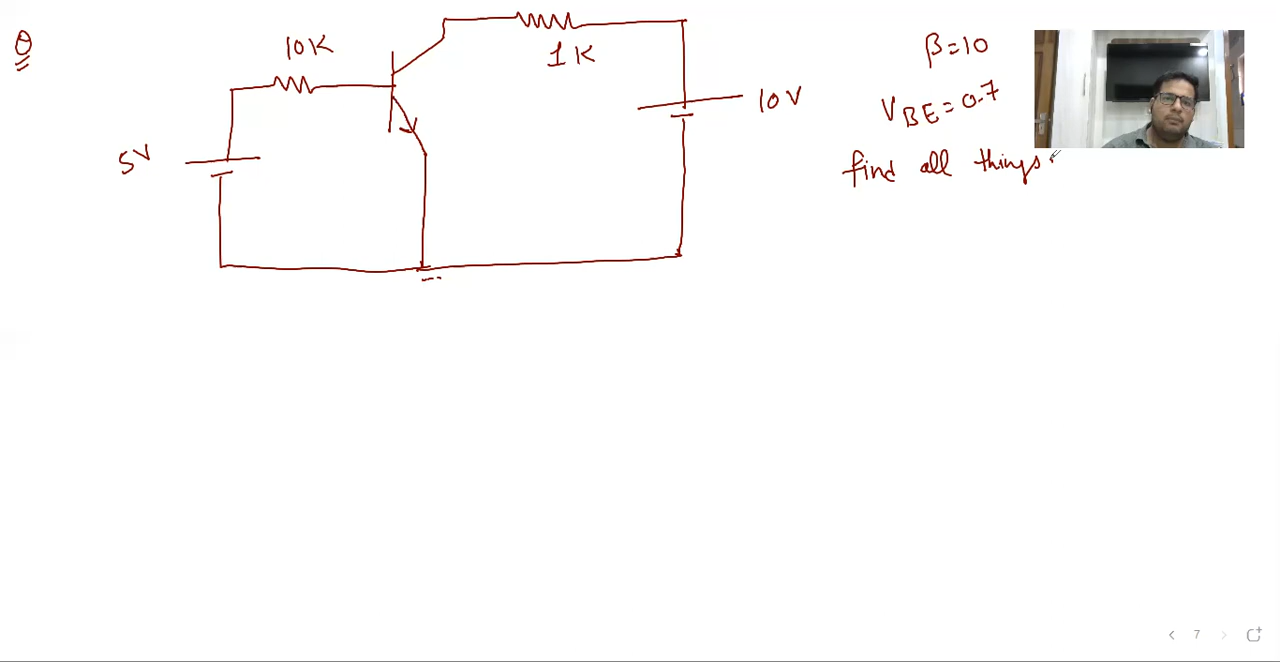 Q
10K
1K
5V
10V
β=10
VBE=0.7
find all things.
7